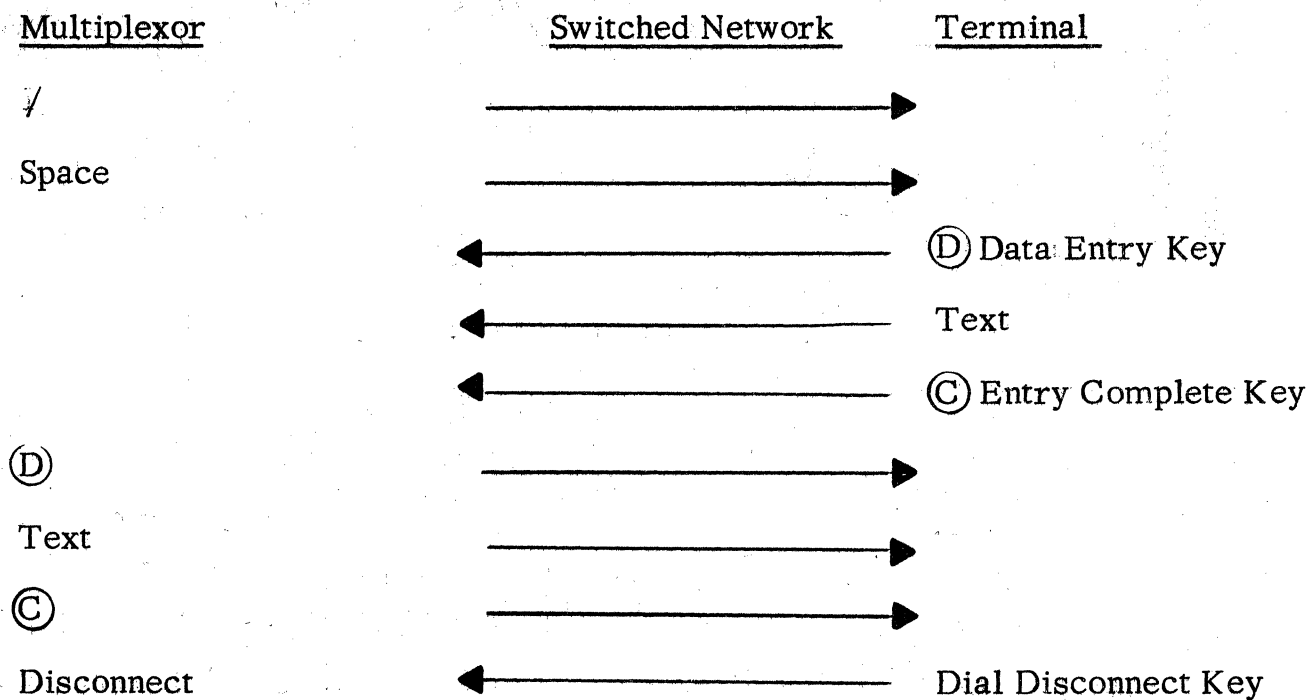 Multiplexor Switched Network Terminal
/
Space
Ⓓ Data Entry Key
Text
Ⓒ Entry Complete Key
Ⓓ
Text
Ⓒ
Disconnect Dial Disconnect Key